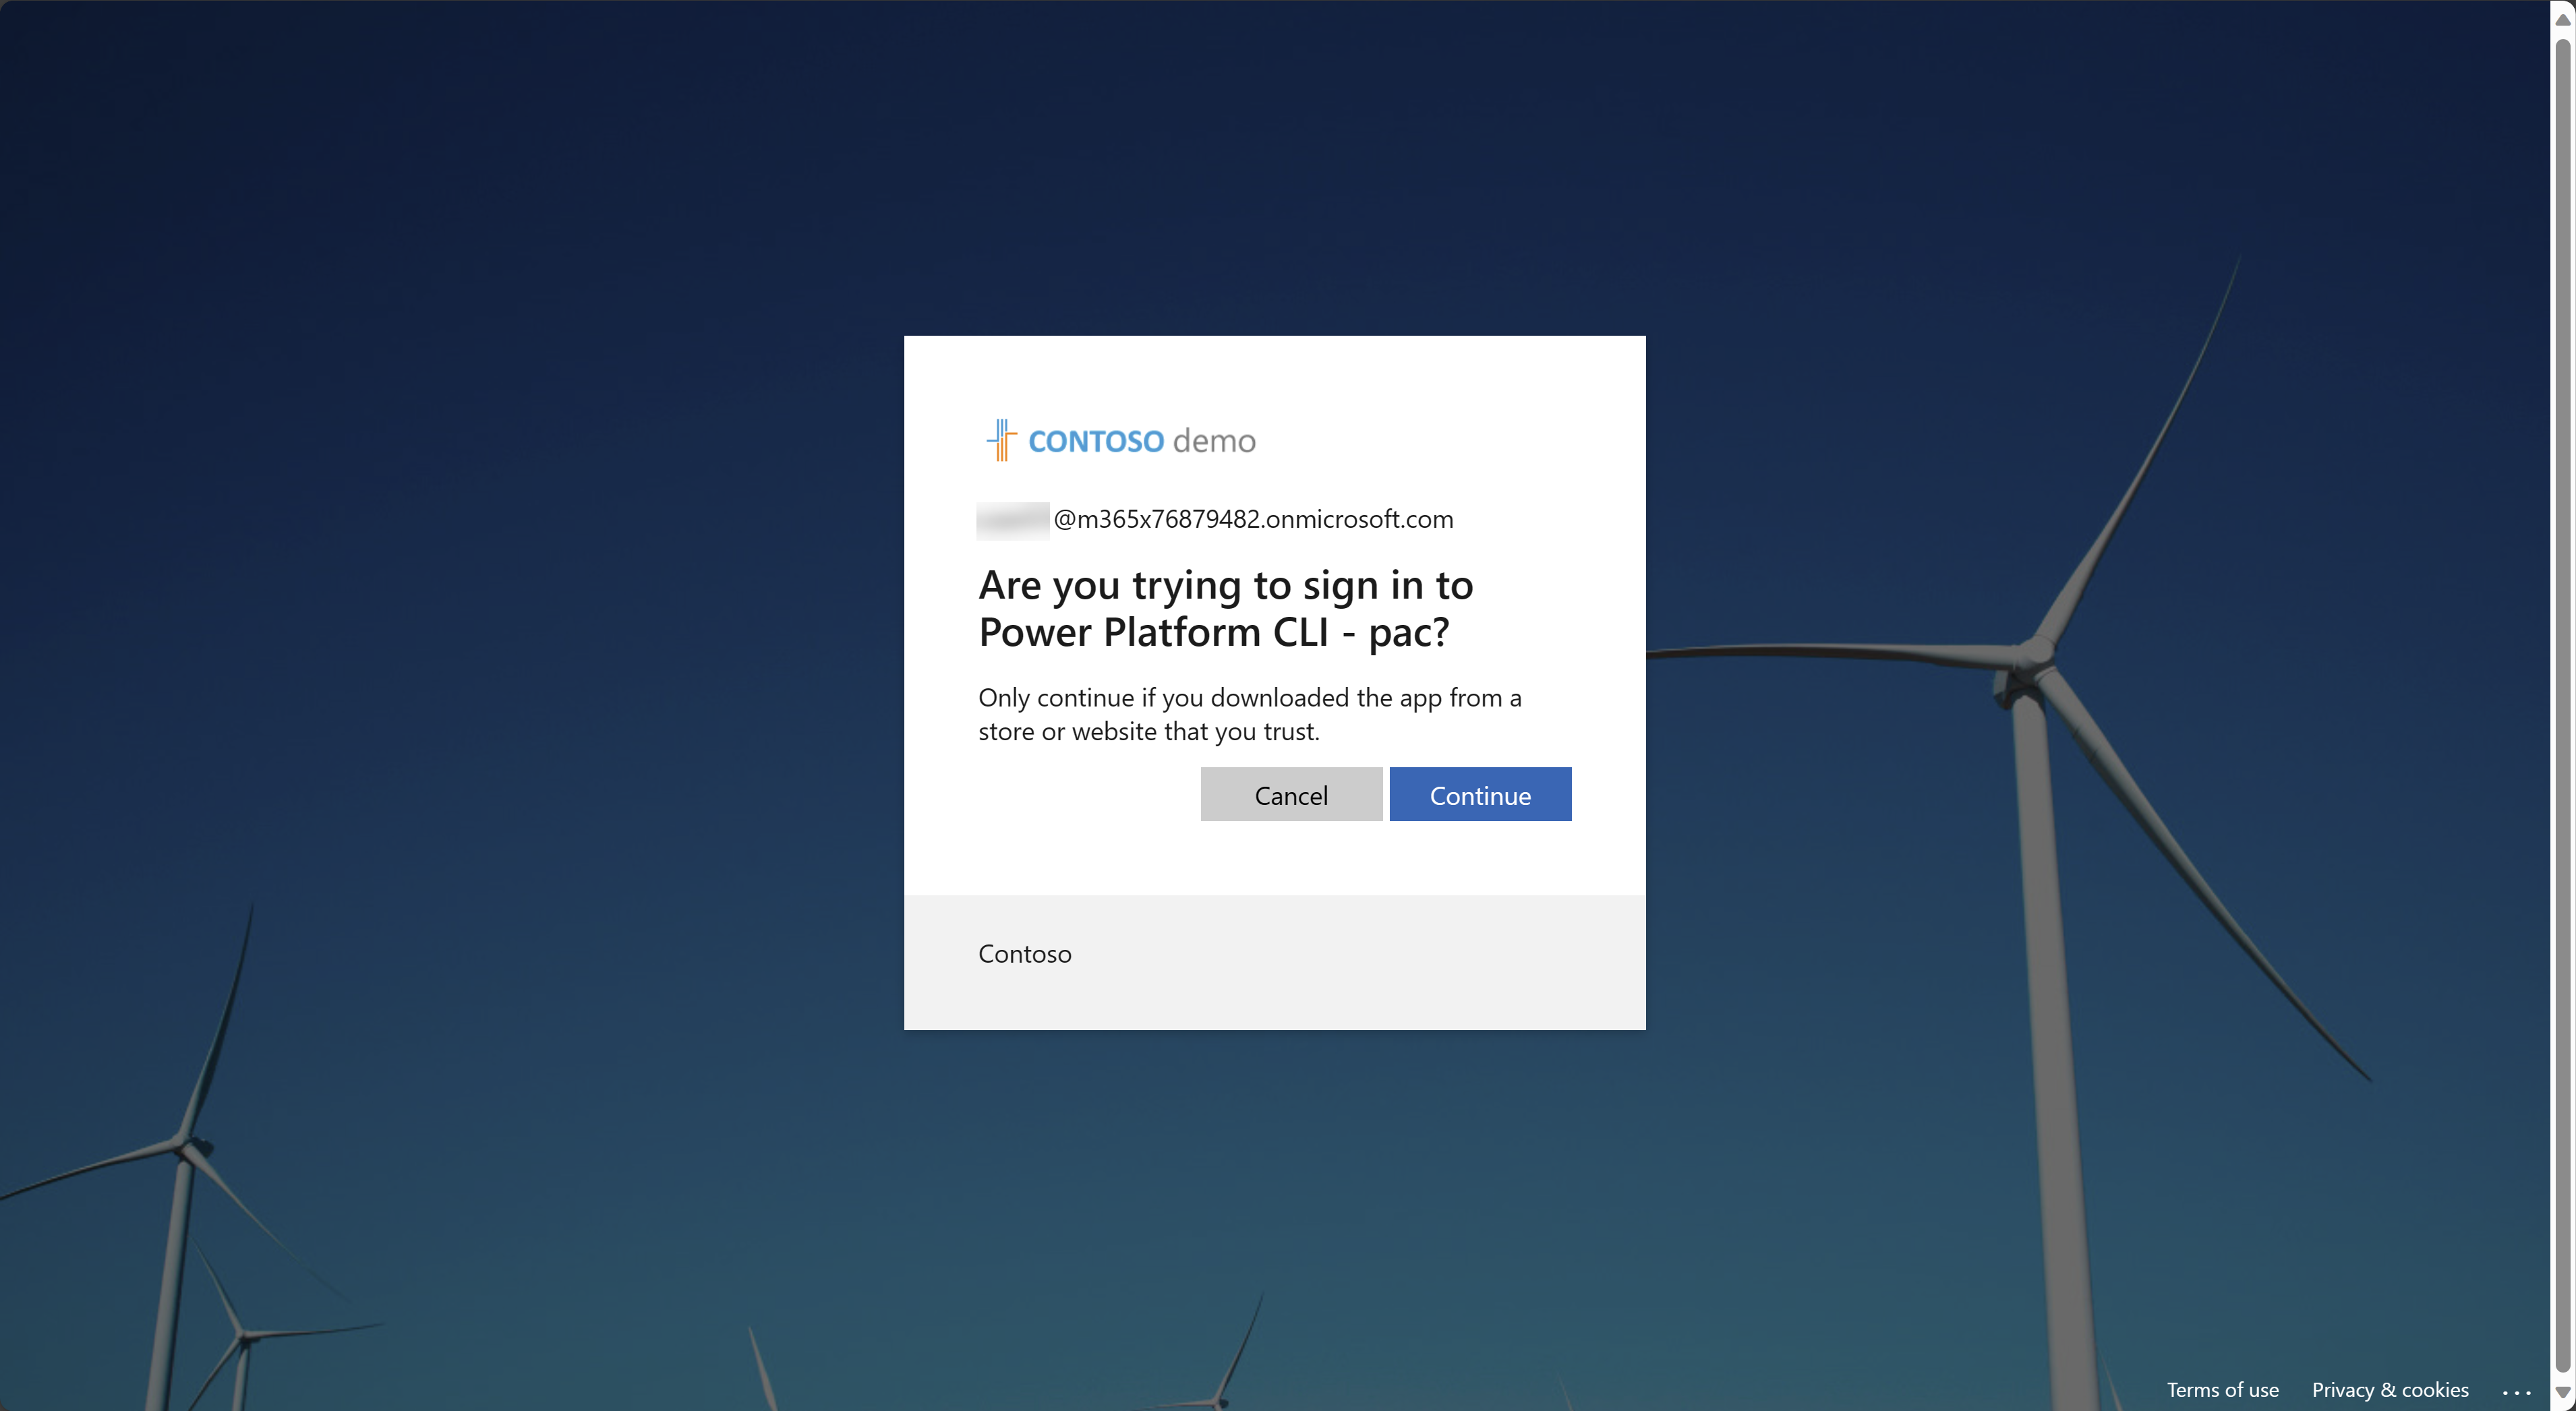 CONTOSO demo
@m365x76879482.onmicrosoft.com
Are you trying to sign in to
Power Platform CLI - pac?
Only continue if you downloaded the app from a
store or website that you trust.
Cancel Continue
Contoso
Terms of use Privacy & cookies ...